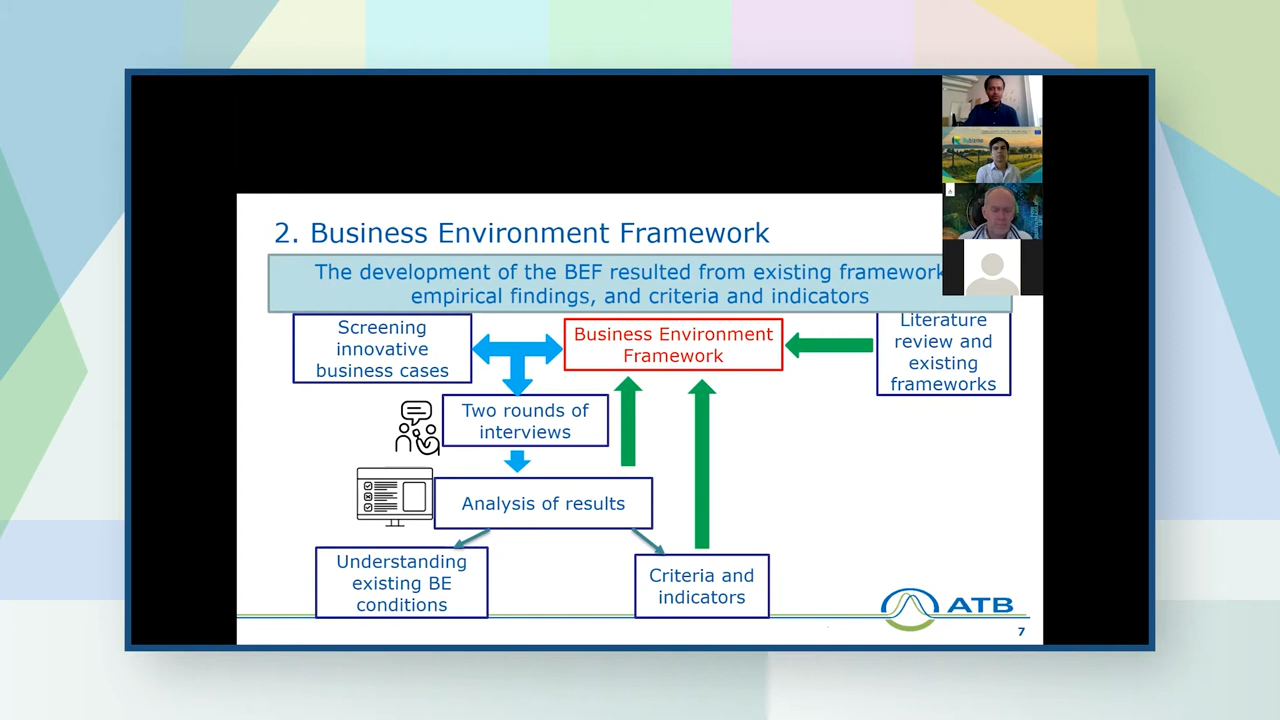 2. Business Environment Framework
The development of the BEF resulted from existing framework
empirical findings, and criteria and indicators
Screening
innovative
business cases
Business Environment
Framework
Literature
review and
existing
frameworks
Two rounds of
interviews
Analysis of results
Understanding
existing BE
conditions
Criteria and
indicators
ATB
7